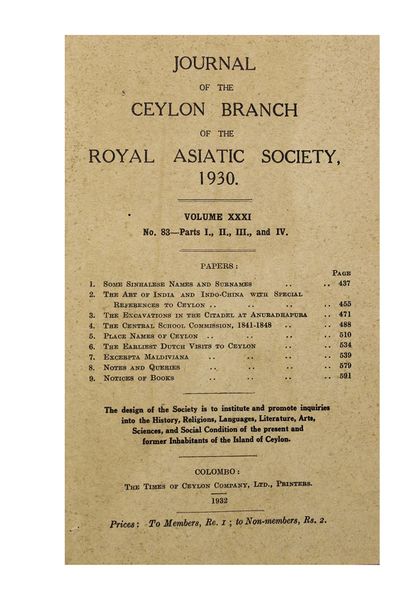 JOURNAL
OF THE
CEYLON BRANCH
OF THE
ROYAL ASIATIC SOCIETY,
1930.
VOLUME XXXI
No. 83—Parts I., II., III., and IV.
PAPERS:
PAGE
1. SOME SINHALESE NAMES AND SURNAMES .. .. 437
2. THE ART OF INDIA AND INDO-CHINA WITH SPECIAL
REFERENCES TO CEYLON .. .. .. .. 455
3. THE EXCAVATIONS IN THE CITADEL AT ANURADHAPURA .. 471
4. THE CENTRAL SCHOOL COMMISSION, 1841-1848 .. .. 488
5. PLACE NAMES OF CEYLON .. .. .. .. 510
6. THE EARLIEST DUTCH VISITS TO CEYLON .. .. 534
7. EXCERPTA MALDIVIANA .. .. .. 539
8. NOTES AND QUERIES .. .. .. .. 579
9. NOTICES OF BOOKS .. .. .. .. 591
The design of the Society is to institute and promote inquiries
into the History, Religions, Languages, Literature, Arts,
Sciences, and Social Condition of the present and
former Inhabitants of the Island of Ceylon.
COLOMBO:
THE TIMES OF CEYLON COMPANY, LTD., PRINTERS.
1932
Prices: To Members, Re. 1; to Non-members, Rs. 2.